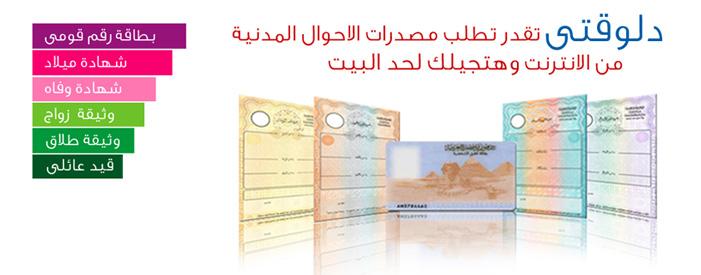 دلوقتى تقدر تطلب مصدرات الاحوال المدنية
من الانترنت وهتجيلك لحد البيت
بطاقة رقم قومى
شهادة ميلاد
شهادة وفاه
وثيقة زواج
وثيقة طلاق
قيد عائلى